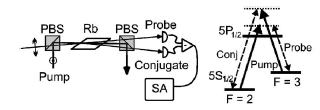 PBS Rb PBS Probe
Pump
Conjugate
SA
5P1/2
Conj
Probe
Pump
5S1/2
F = 2
F = 3